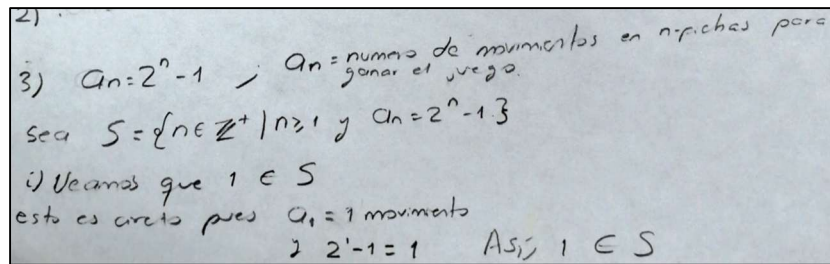 2)
3) an = 2^n - 1 , an = numero de movimientos en n-fichas para
ganar el juego.
Sea S = {n ∈ Z^+ | n ≥ 1 y an = 2^n - 1.}
i) Veamos que 1 ∈ S
esto es cierto pues a1 = 1 movimiento
y 2^1 - 1 = 1 Así, 1 ∈ S